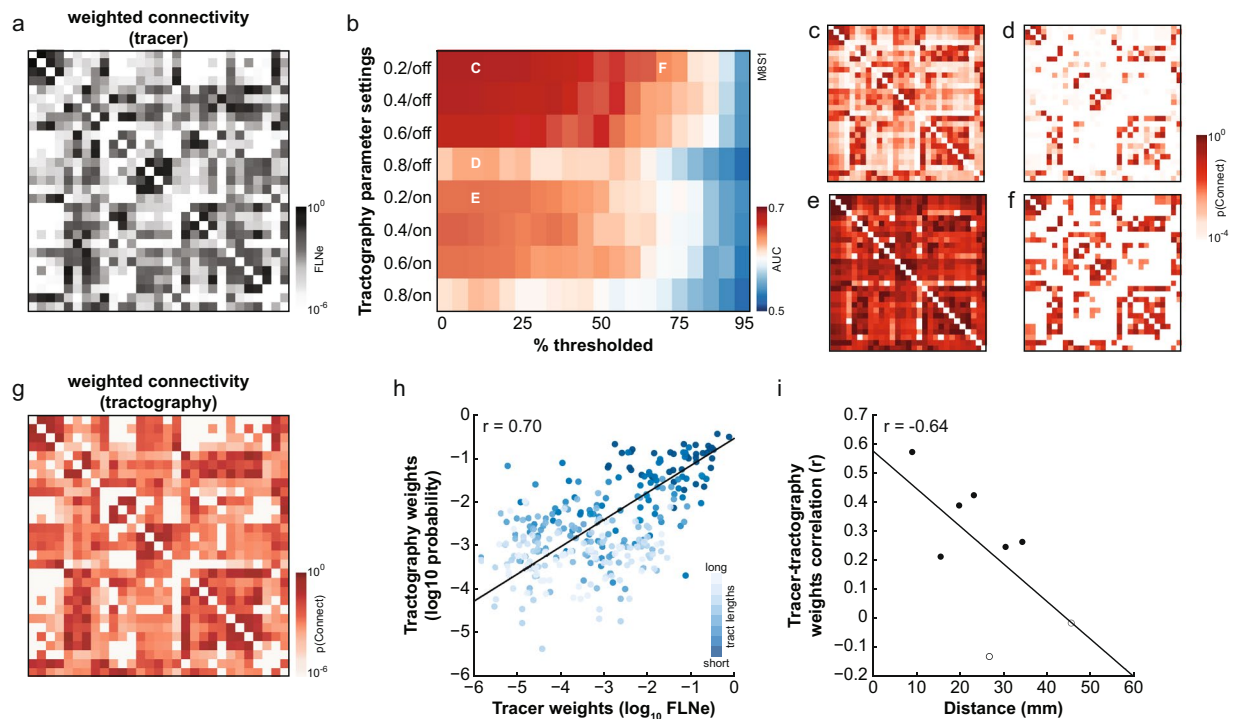 a
weighted connectivity
(tracer)
10^0
FLNe
10^-6
b
Tractography parameter settings
0.2/off
0.4/off
0.6/off
0.8/off
0.2/on
0.4/on
0.6/on
0.8/on
C
F
D
E
M8S1
0.7
AUC
0.5
0
25
50
75
95
% thresholded
c
d
e
f
10^0
p(Connect)
10^-4
g
weighted connectivity
(tractography)
10^0
p(Connect)
10^-6
h
r = 0.70
Tractography weights
(log10 probability)
−0
−1
−2
−3
−4
−5
−6
long
tract lengths
short
−6
−5
−4
−3
−2
−1
0
Tracer weights (log₁₀ FLNe)
i
r = -0.64
Tracer-tractography
weights correlation (r)
0.7
0.6
0.5
0.4
0.3
0.2
0.1
0
-0.1
-0.2
0
10
20
30
40
50
60
Distance (mm)